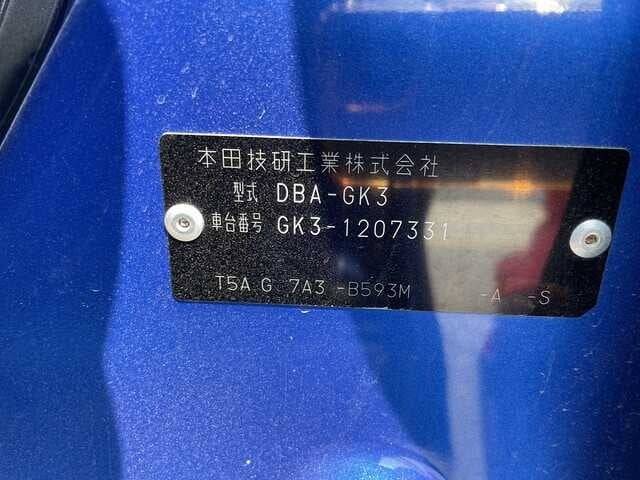 本田技研工業株式会社
型式 DBA-GK3
車台番号 GK3-1207331
T5A G 7A3 -B593M -A -S